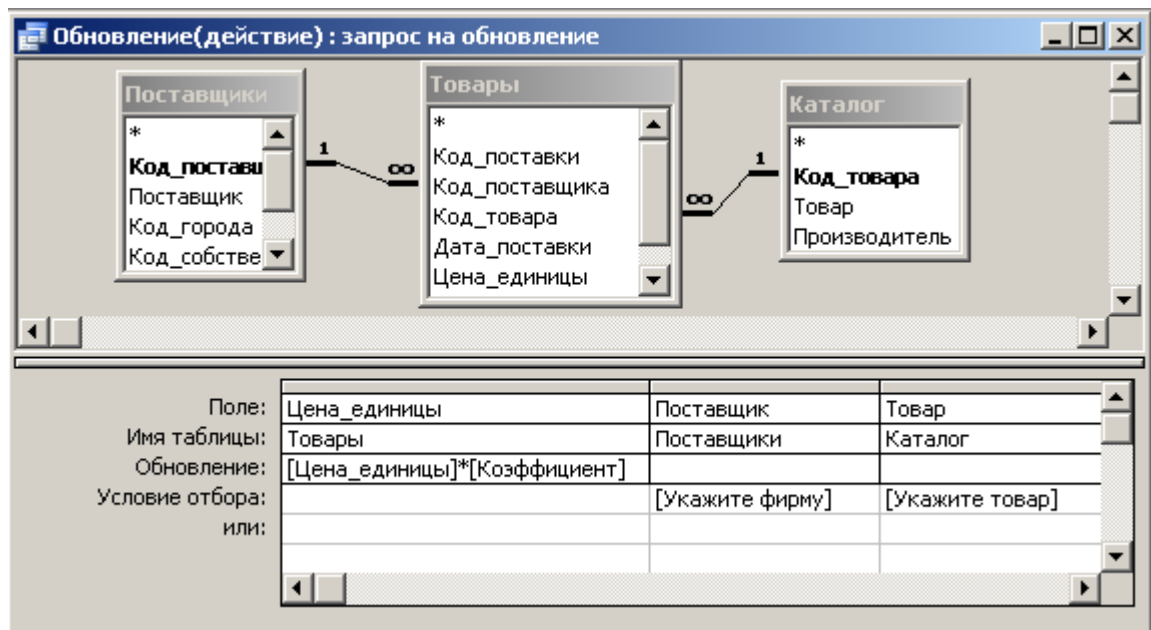 Обновление(действие) : запрос на обновление
Поставщики
*
Код_поставщ
Поставщик
Код_города
Код_собстве
1
∞
Товары
*
Код_поставки
Код_поставщика
Код_товара
Дата_поставки
Цена_единицы
∞
1
Каталог
*
Код_товара
Товар
Производитель
Поле: Цена_единицы Поставщик Товар
Имя таблицы: Товары Поставщики Каталог
Обновление: [Цена_единицы]*[Коэффициент]
Условие отбора: [Укажите фирму] [Укажите товар]
или: